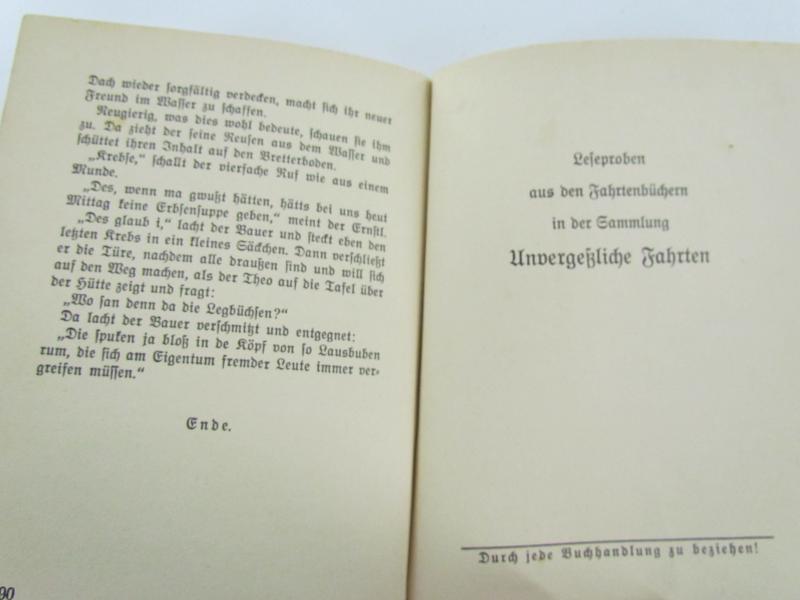 Dach wieder ſorgfältig verdecken, macht ſich ihr neuer
Freund im Waſſer zu ſchaffen.
Neugierig, was dies wohl bedeute, ſchauen ſie ihm
zu. Da zieht der ſeine Reuſen aus dem Waſſer und
ſchüttet ihren Inhalt auf den Bretterboden.
„Krebſe,“ ſchallt der vierfache Ruf wie aus einem
Munde.
„Des, wenn ma gwußt hätten, hätts bei uns heut
Mittag keine Erbſenſuppe geben,“ meint der Ernſtl.
„Des glaub i,“ lacht der Bauer und ſteckt eben den
letzten Krebs in ein kleines Säckchen. Dann verſchließt
er die Türe, nachdem alle draußen ſind und will ſich
auf den Weg machen, als der Theo auf die Tafel über
der Hütte zeigt und fragt:
„Wo ſan denn da die Legbüchſen?“
Da lacht der Bauer verſchmitzt und entgegnet:
„Die ſpuken ja bloß in de Köpf von ſo Lausbuben
rum, die ſich am Eigentum fremder Leute immer ver-
greifen müſſen.“
Ende.
90
Leſeproben
aus den Fahrtenbüchern
in der Sammlung
Unvergeßliche Fahrten
Durch jede Buchhandlung zu beziehen!